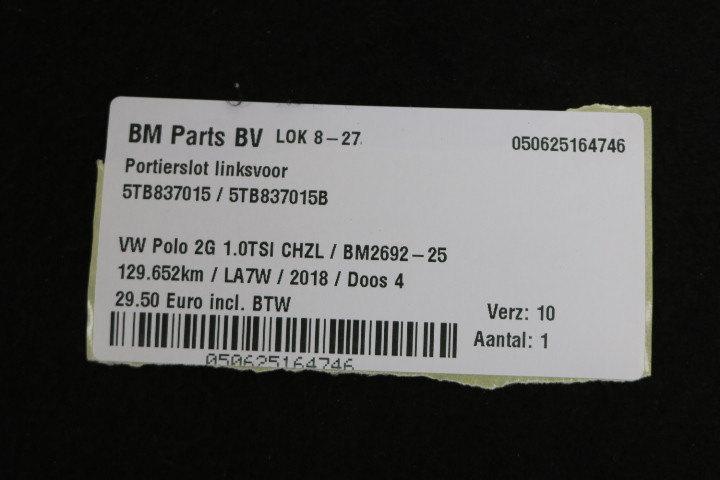 BM Parts BV LOK 8-27
050625164746
Portierslot linksvoor
5TB837015 / 5TB837015B
VW Polo 2G 1.0TSI CHZL / BM2692-25
129.652km / LA7W / 2018 / Doos 4
29.50 Euro incl. BTW
Verz: 10
Aantal: 1
050625164746